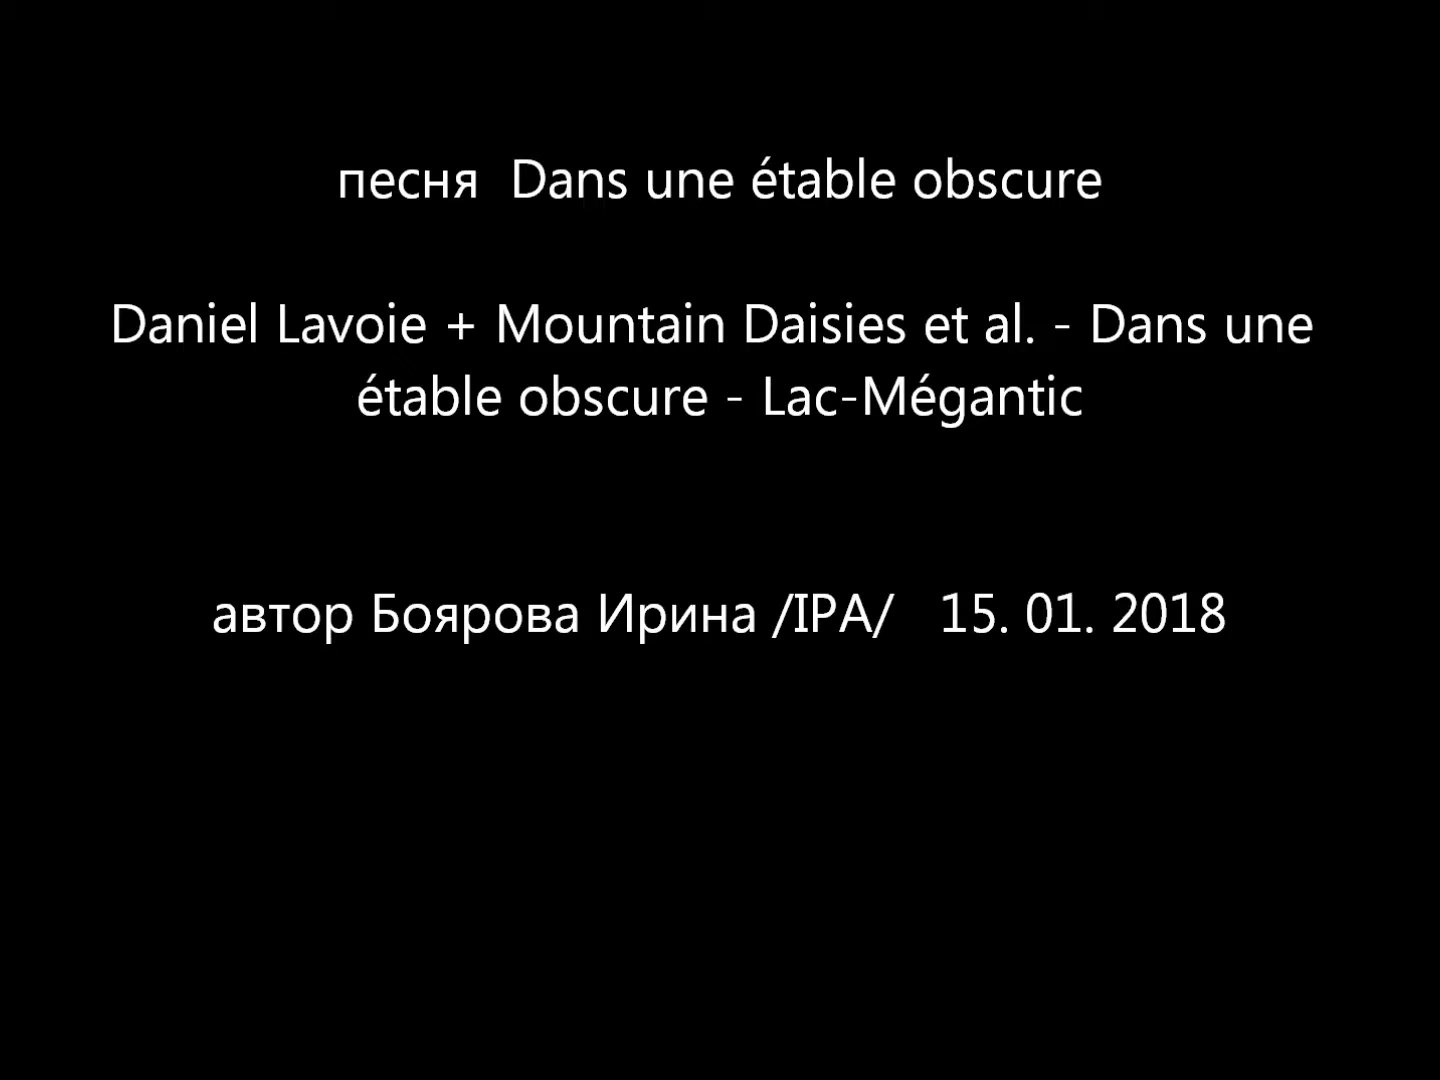 песня  Dans une étable obscure
Daniel Lavoie + Mountain Daisies et al. - Dans une
étable obscure - Lac-Mégantic
автор Боярова Ирина /IPA/   15. 01. 2018